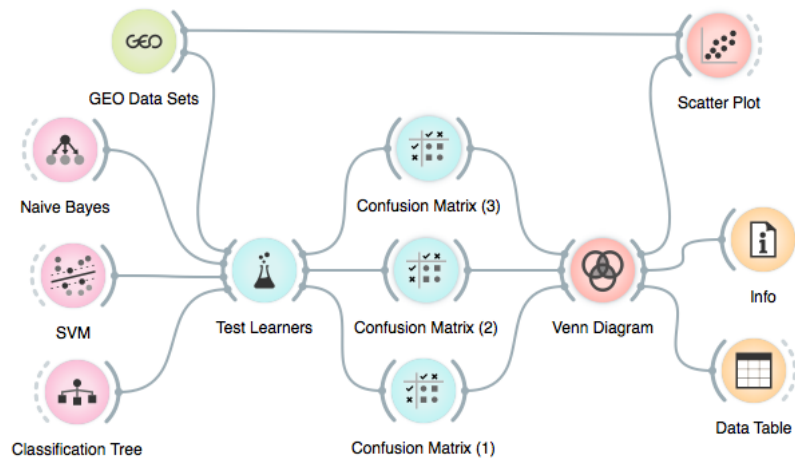 GEO
GEO Data Sets
Scatter Plot
Naive Bayes
Confusion Matrix (3)
SVM
Test Learners
Confusion Matrix (2)
Venn Diagram
i
Info
Classification Tree
Confusion Matrix (1)
Data Table